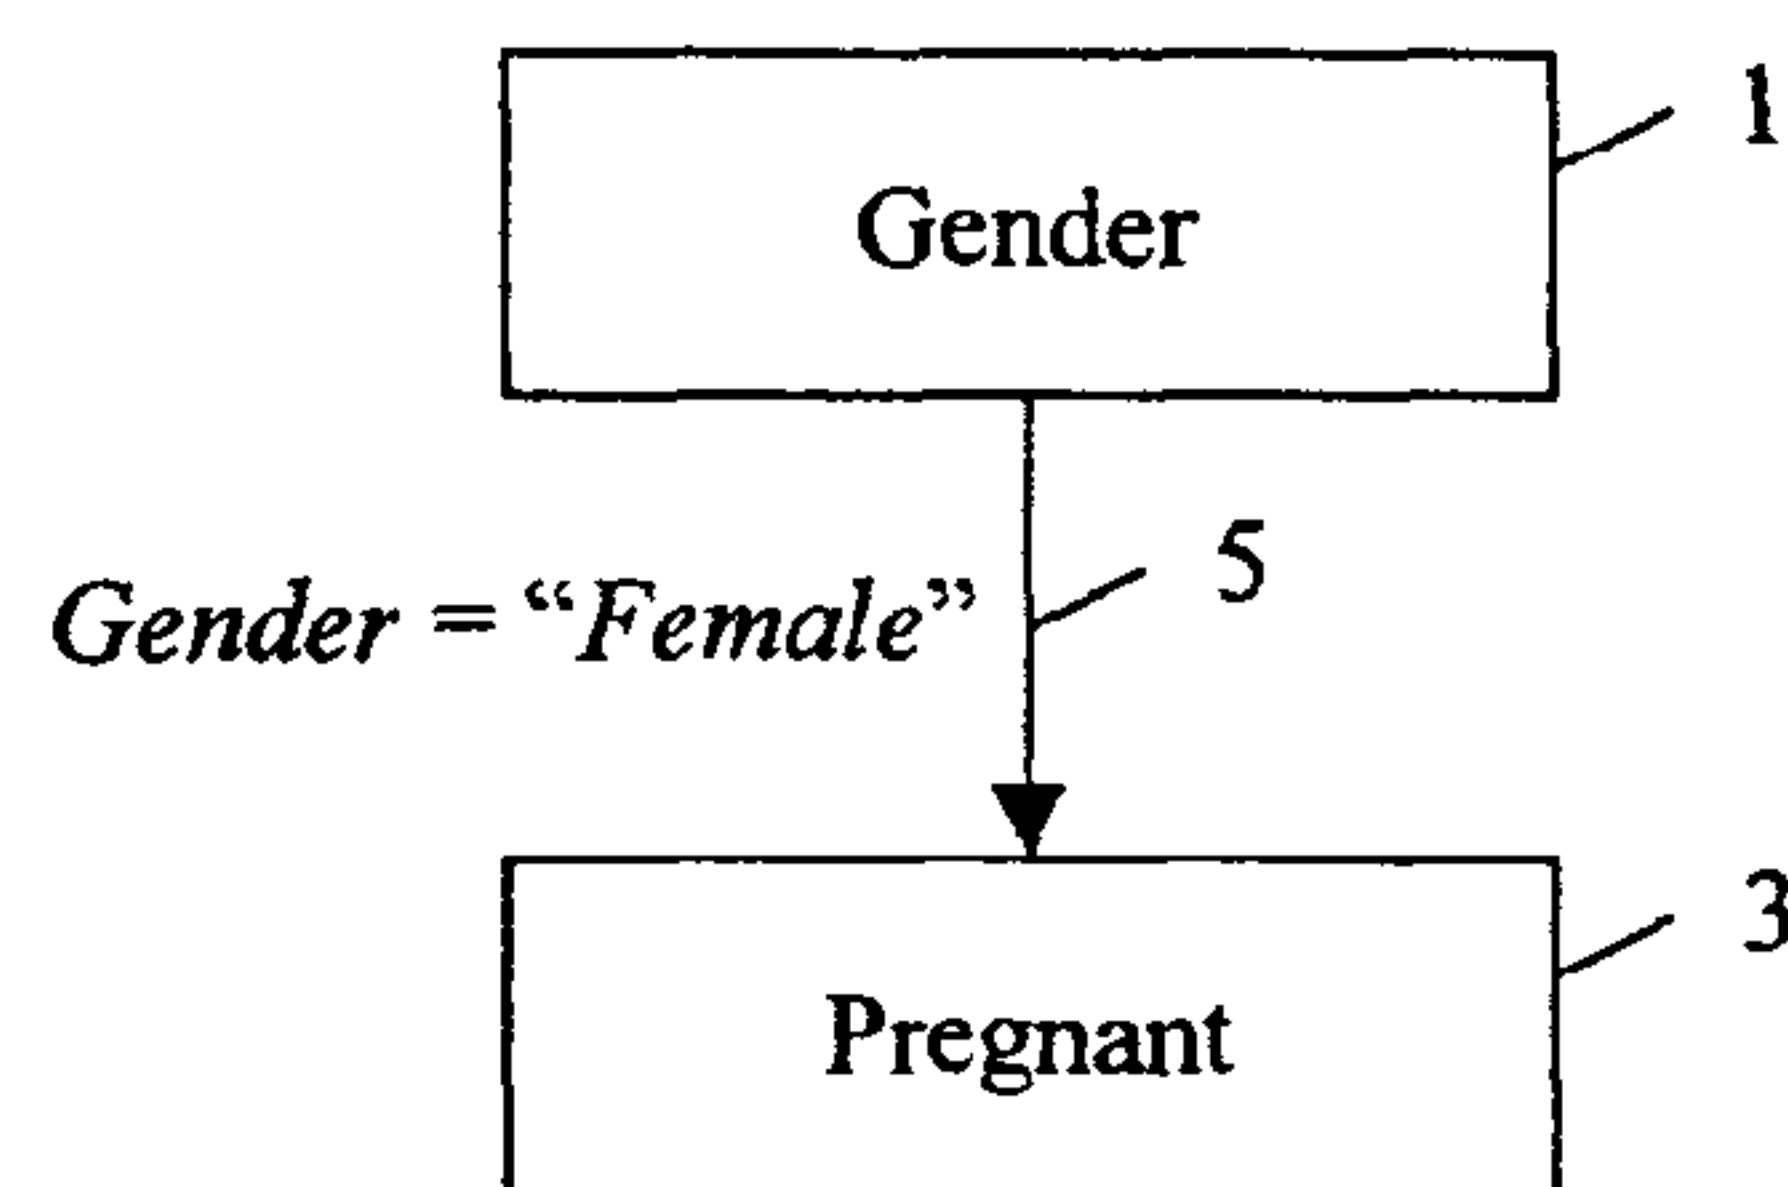 1
Gender
5
Gender = “Female”
3
Pregnant